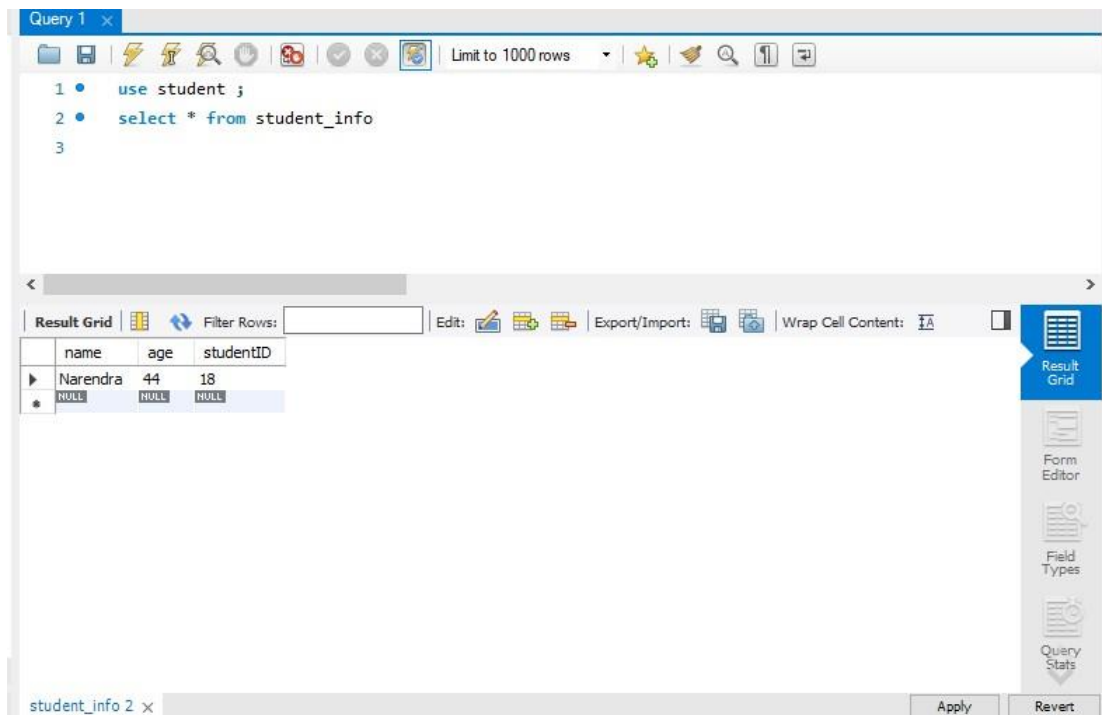 Query 1
Limit to 1000 rows
1 use student ;
2 select * from student_info
3
Result Grid Filter Rows: Edit: Export/Import: Wrap Cell Content:
name age studentID
Narendra 44 18
NULL NULL NULL
Result
Grid
Form
Editor
Field
Types
Query
Stats
student_info 2 Apply Revert